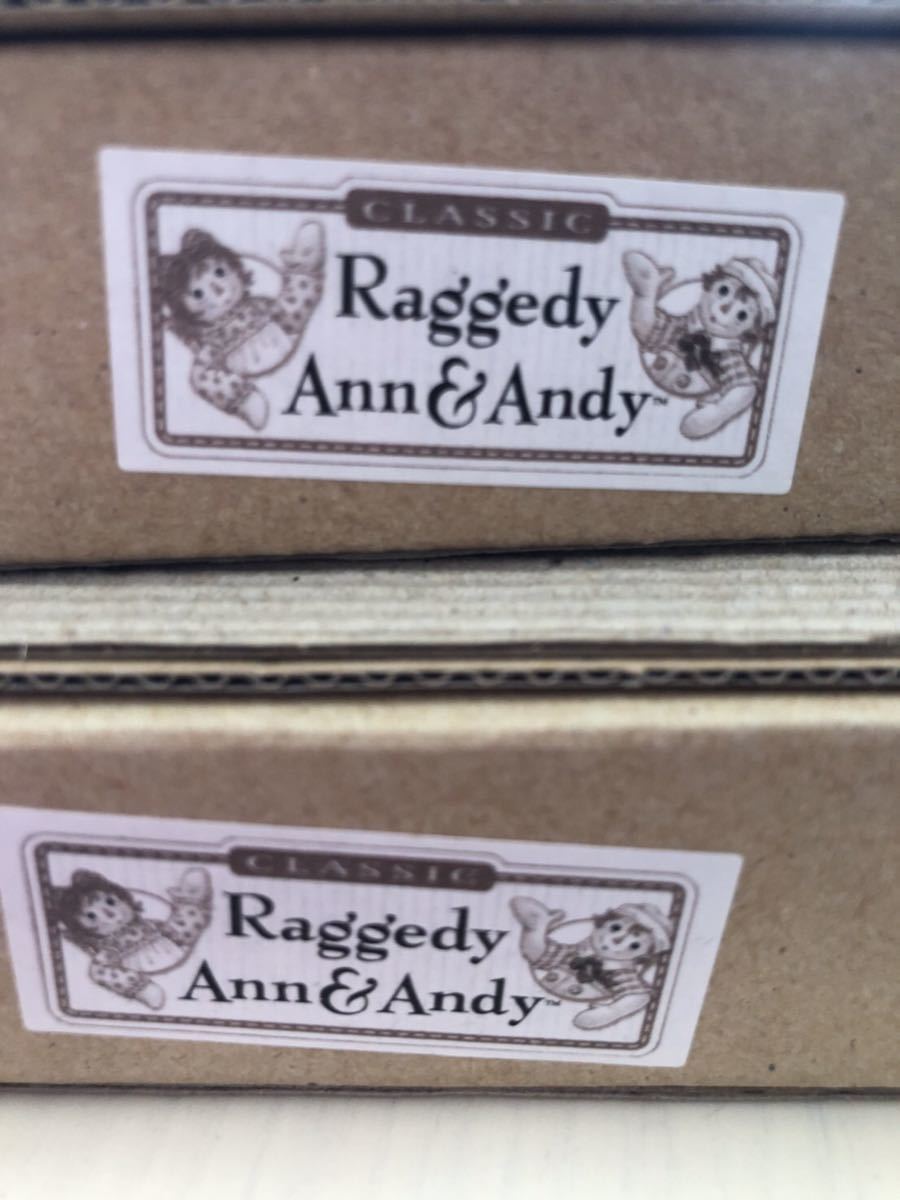 CLASSIC
Raggedy
Ann & Andy™
CLASSIC
Raggedy
Ann & Andy™